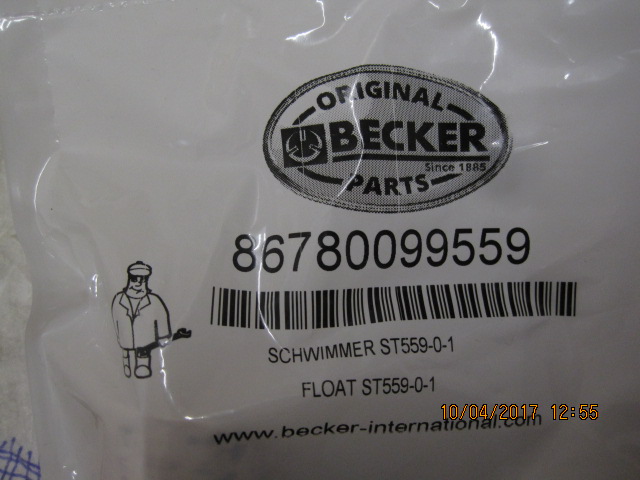 ORIGINAL
BECKER
Since 1885
PARTS
86780099559
SCHWIMMER ST559-0-1
FLOAT ST559-0-1
10/04/2017 12:55
www.becker-international.com